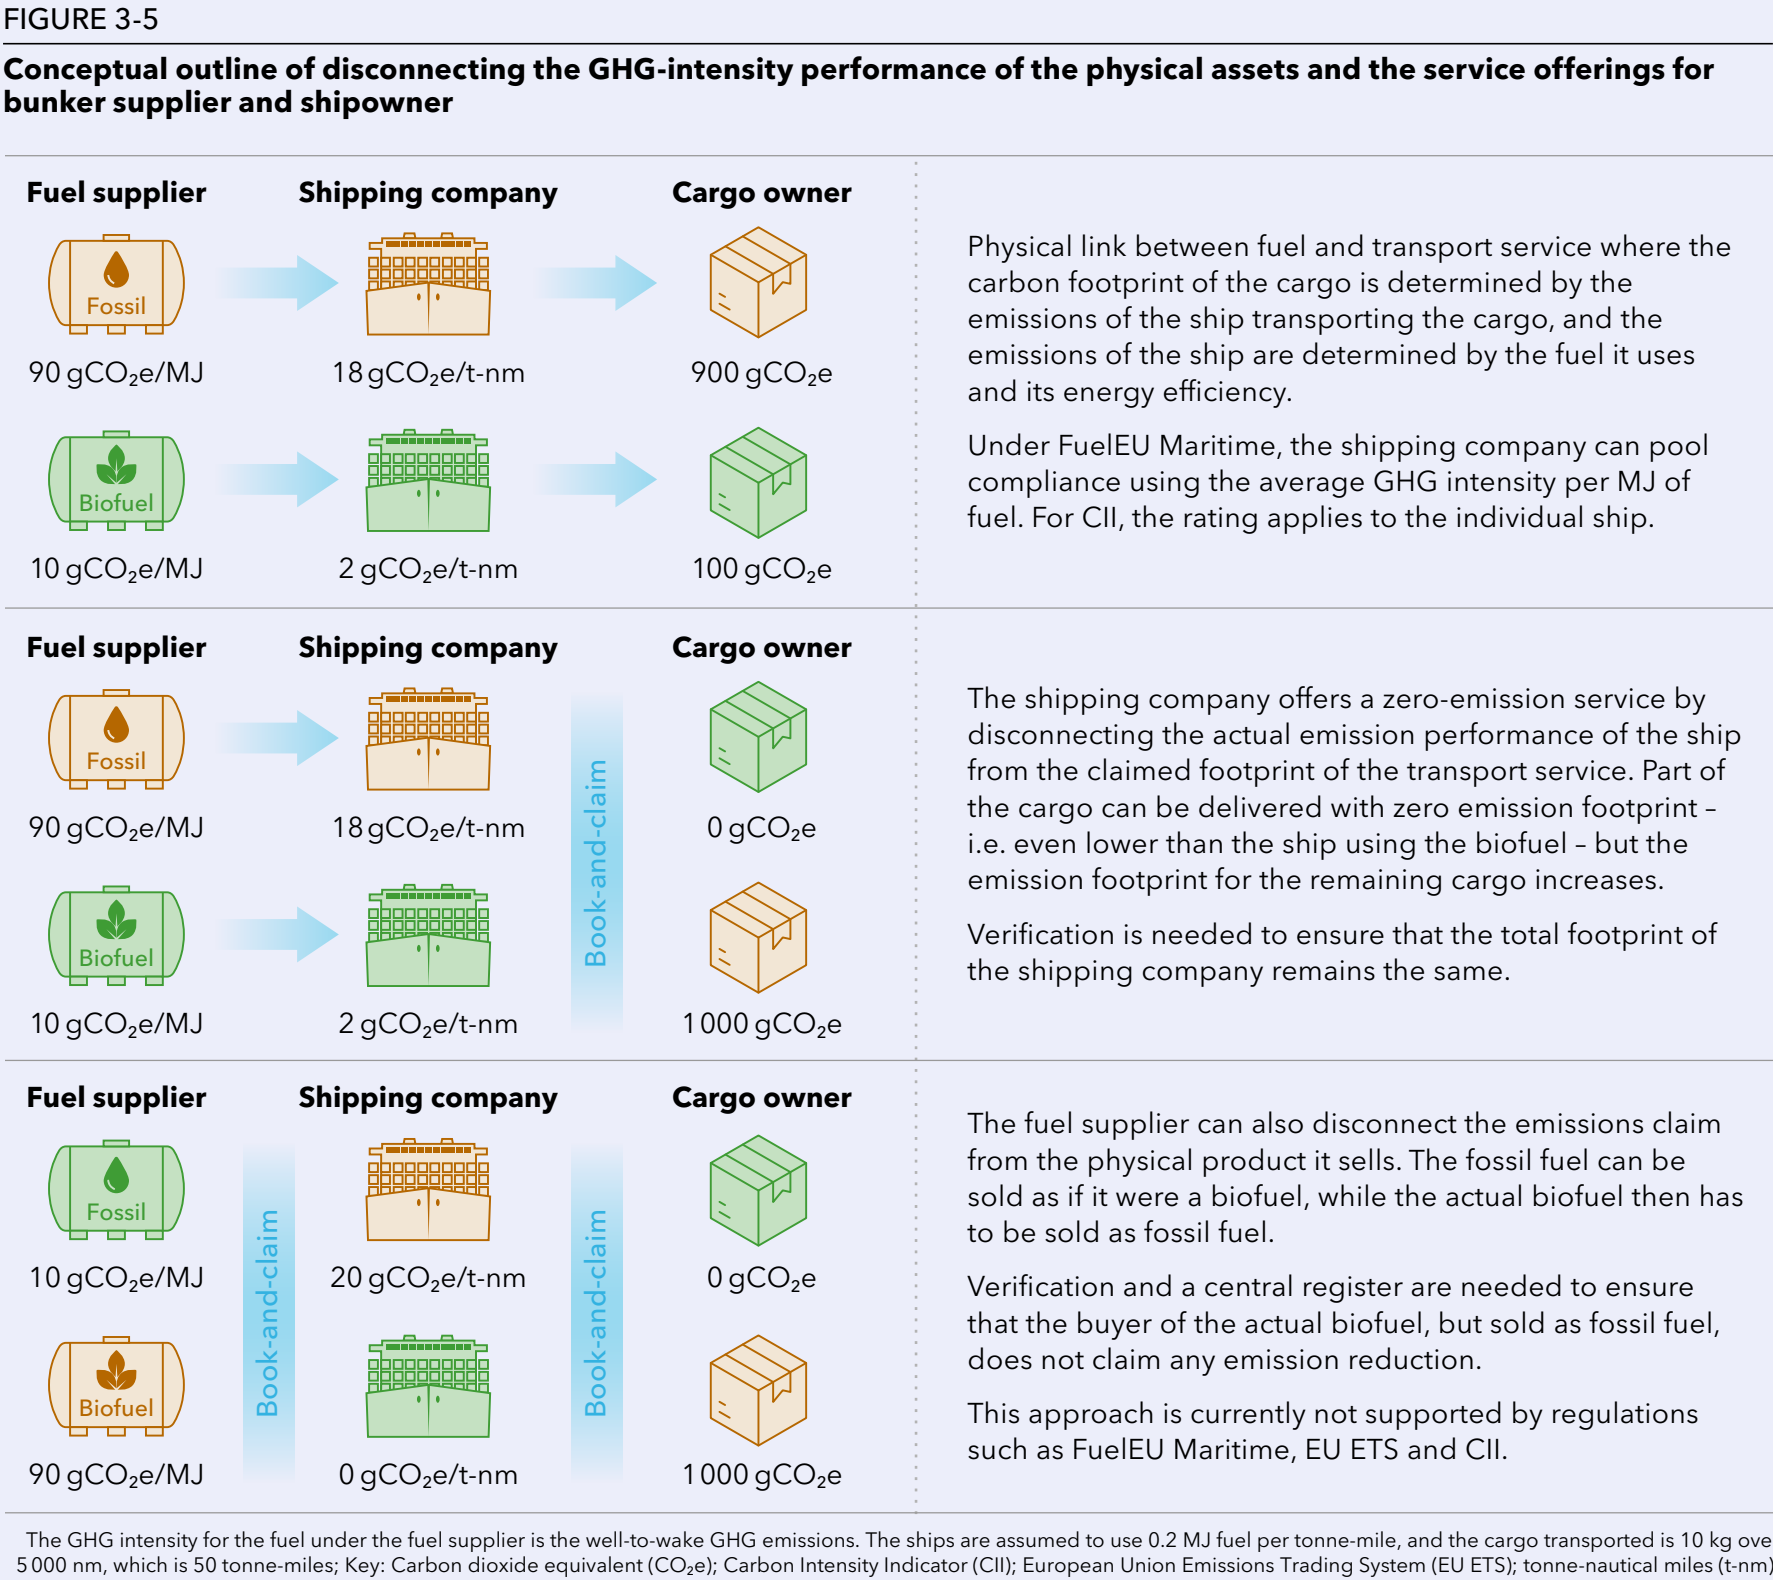 FIGURE 3-5
Conceptual outline of disconnecting the GHG-intensity performance of the physical assets and the service offerings for
bunker supplier and shipowner
Fuel supplier
Shipping company
Cargo owner
Fossil
90 gCO₂e/MJ
18 gCO₂e/t-nm
900 gCO₂e
Biofuel
10 gCO₂e/MJ
2 gCO₂e/t-nm
100 gCO₂e
Physical link between fuel and transport service where the
carbon footprint of the cargo is determined by the
emissions of the ship transporting the cargo, and the
emissions of the ship are determined by the fuel it uses
and its energy efficiency.
Under FuelEU Maritime, the shipping company can pool
compliance using the average GHG intensity per MJ of
fuel. For CII, the rating applies to the individual ship.
Fuel supplier
Shipping company
Cargo owner
Fossil
90 gCO₂e/MJ
18 gCO₂e/t-nm
Book-and-claim
0 gCO₂e
Biofuel
10 gCO₂e/MJ
2 gCO₂e/t-nm
1 000 gCO₂e
The shipping company offers a zero-emission service by
disconnecting the actual emission performance of the ship
from the claimed footprint of the transport service. Part of
the cargo can be delivered with zero emission footprint –
i.e. even lower than the ship using the biofuel – but the
emission footprint for the remaining cargo increases.
Verification is needed to ensure that the total footprint of
the shipping company remains the same.
Fuel supplier
Shipping company
Cargo owner
Fossil
10 gCO₂e/MJ
Book-and-claim
20 gCO₂e/t-nm
Book-and-claim
0 gCO₂e
Biofuel
90 gCO₂e/MJ
0 gCO₂e/t-nm
1 000 gCO₂e
The fuel supplier can also disconnect the emissions claim
from the physical product it sells. The fossil fuel can be
sold as if it were a biofuel, while the actual biofuel then has
to be sold as fossil fuel.
Verification and a central register are needed to ensure
that the buyer of the actual biofuel, but sold as fossil fuel,
does not claim any emission reduction.
This approach is currently not supported by regulations
such as FuelEU Maritime, EU ETS and CII.
The GHG intensity for the fuel under the fuel supplier is the well-to-wake GHG emissions. The ships are assumed to use 0.2 MJ fuel per tonne-mile, and the cargo transported is 10 kg ove
5 000 nm, which is 50 tonne-miles; Key: Carbon dioxide equivalent (CO₂e); Carbon Intensity Indicator (CII); European Union Emissions Trading System (EU ETS); tonne-nautical miles (t-nm)